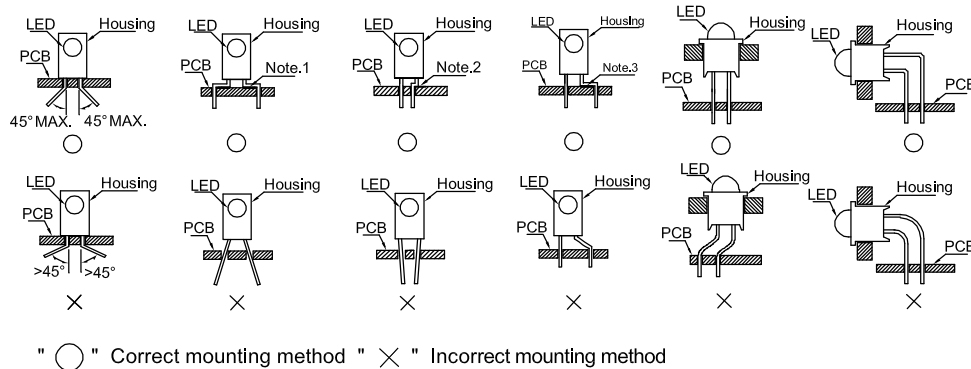 LED Housing
PCB
45° MAX. 45° MAX.
LED Housing
PCB Note.1
LED Housing
PCB Note.2
LED Housing
PCB Note.3
LED Housing
PCB
LED Housing
PCB
LED Housing
PCB
>45° >45°
LED Housing
PCB
LED Housing
PCB
LED Housing
PCB
LED Housing
PCB
LED Housing
PCB
" ◯ " Correct mounting method " ✕ " Incorrect mounting method